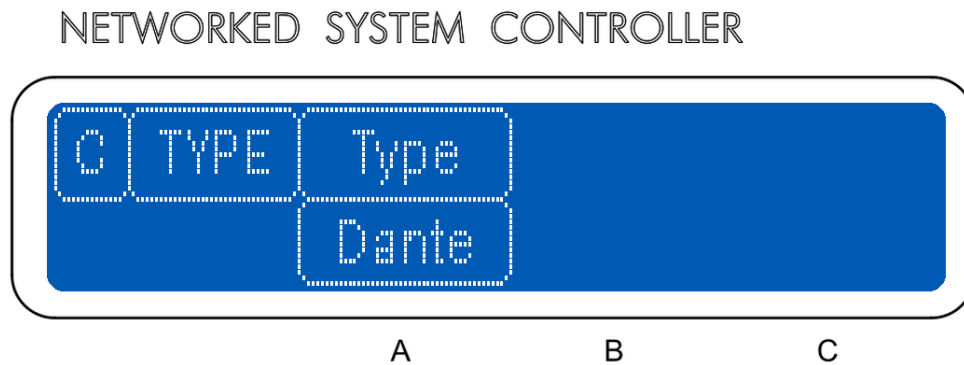 NETWORKED SYSTEM CONTROLLER
C TYPE Type
Dante
A B C